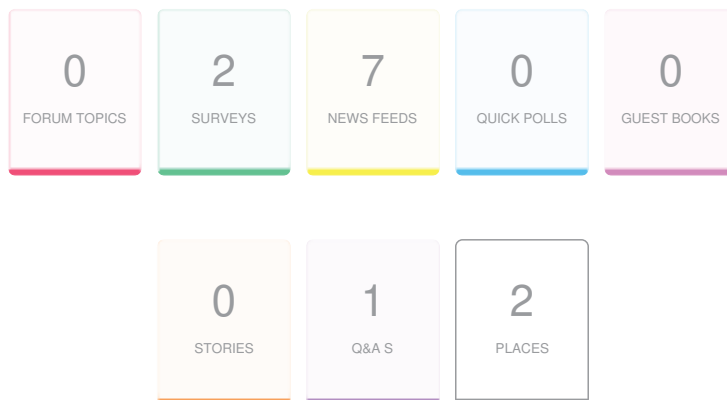 0 2 7 0 0
FORUM TOPICS SURVEYS NEWS FEEDS QUICK POLLS GUEST BOOKS
0 1 2
STORIES Q&A S PLACES